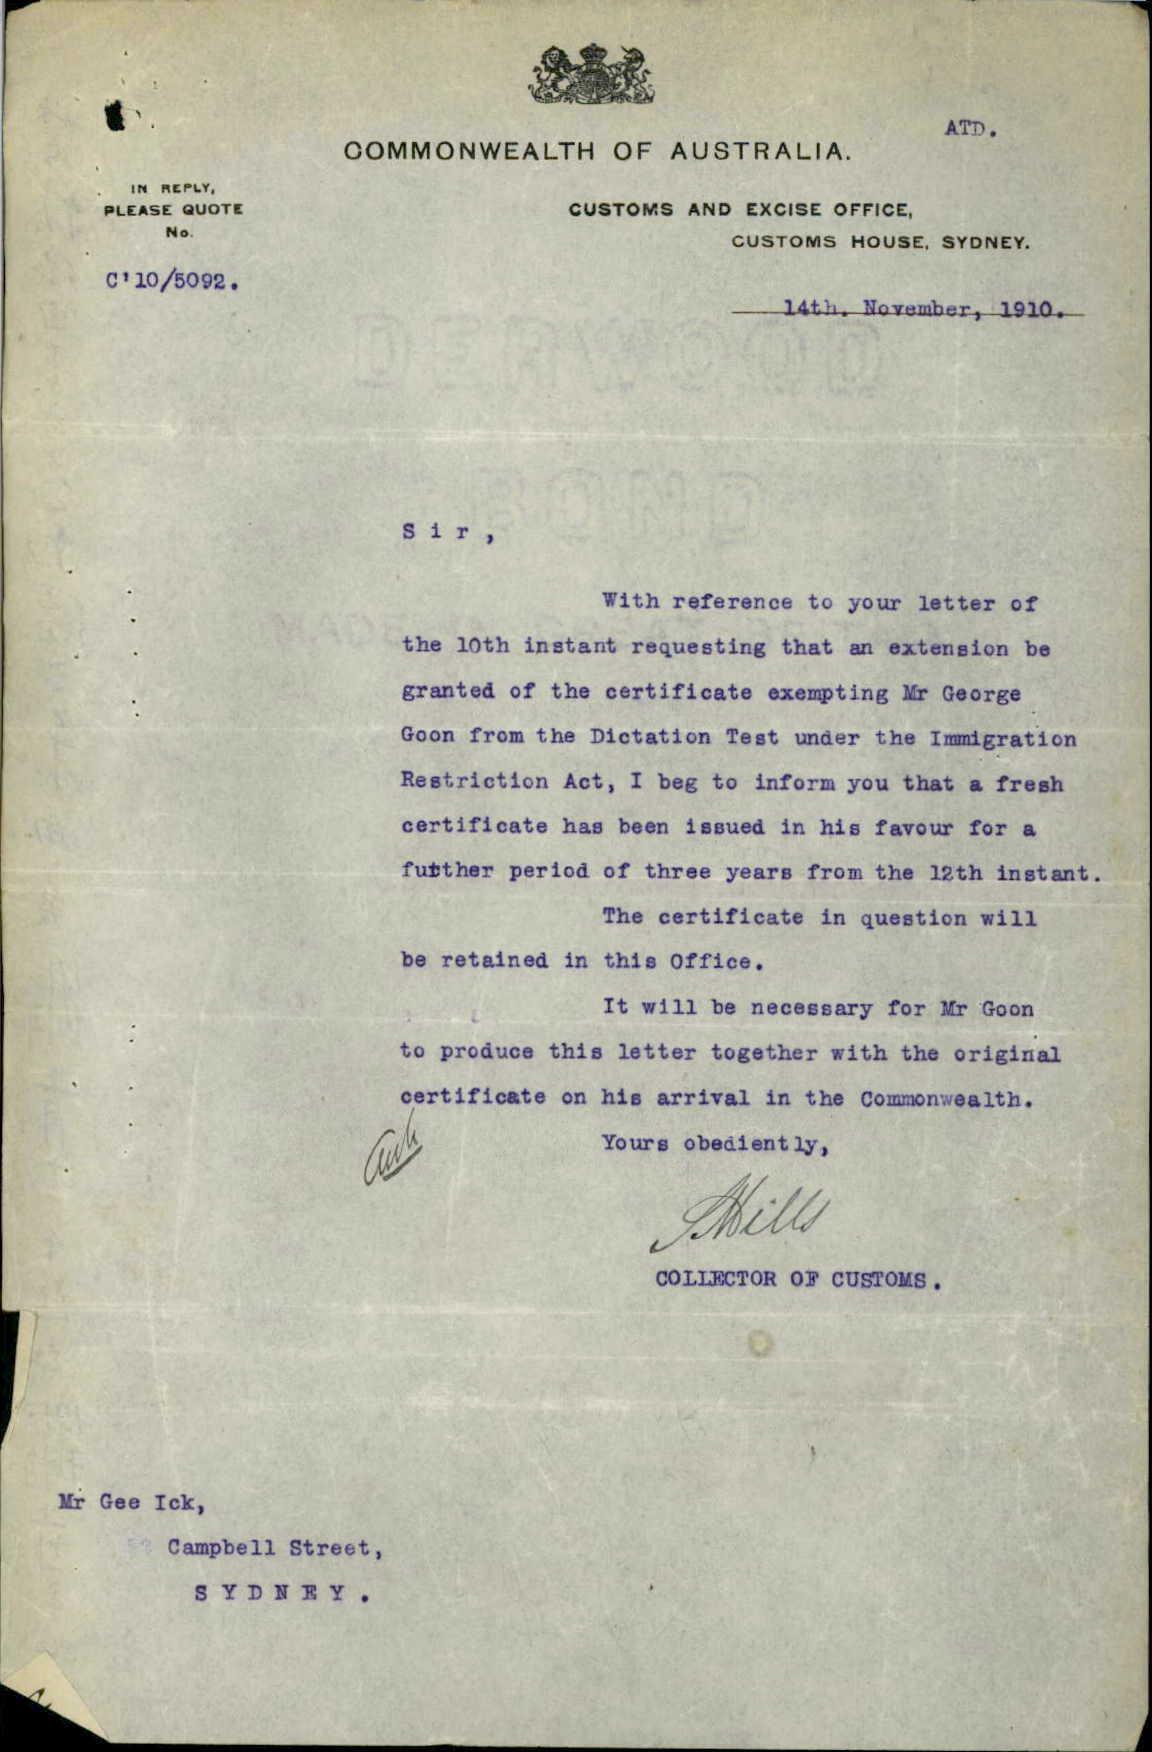 ATD.
COMMONWEALTH OF AUSTRALIA.
IN REPLY,
PLEASE QUOTE
No.
CUSTOMS AND EXCISE OFFICE,
CUSTOMS HOUSE, SYDNEY.
C'10/5092.
14th. November, 1910.
Sir,
With reference to your letter of
the 10th instant requesting that an extension be
granted of the certificate exempting Mr George
Goon from the Dictation Test under the Immigration
Restriction Act, I beg to inform you that a fresh
certificate has been issued in his favour for a
further period of three years from the 12th instant.
The certificate in question will
be retained in this Office.
It will be necessary for Mr Goon
to produce this letter together with the original
certificate on his arrival in the Commonwealth.
Yours obediently,
Mills
COLLECTOR OF CUSTOMS.
Mr Gee Ick,
Campbell Street,
SYDNEY.